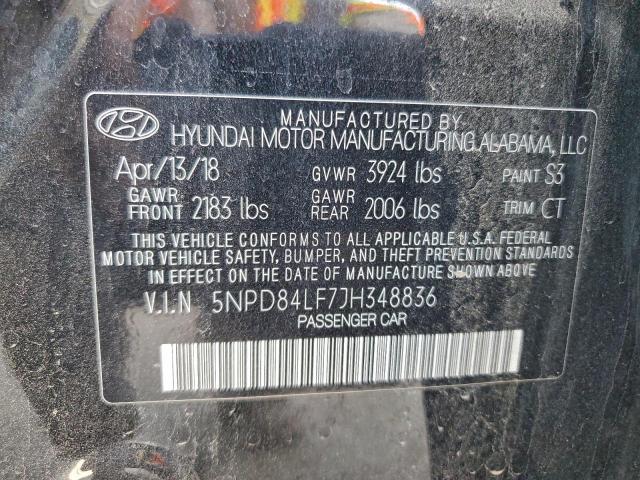 MANUFACTURED BY
HYUNDAI MOTOR MANUFACTURING ALABAMA, LLC
Apr/13/18 GVWR 3924 lbs PAINT S3
GAWR FRONT 2183 lbs GAWR REAR 2006 lbs TRIM CT
THIS VEHICLE CONFORMS TO ALL APPLICABLE U.S.A. FEDERAL
MOTOR VEHICLE SAFETY, BUMPER, AND THEFT PREVENTION STANDARDS
IN EFFECT ON THE DATE OF MANUFACTURE SHOWN ABOVE.
V.I.N 5NPD84LF7JH348836
PASSENGER CAR